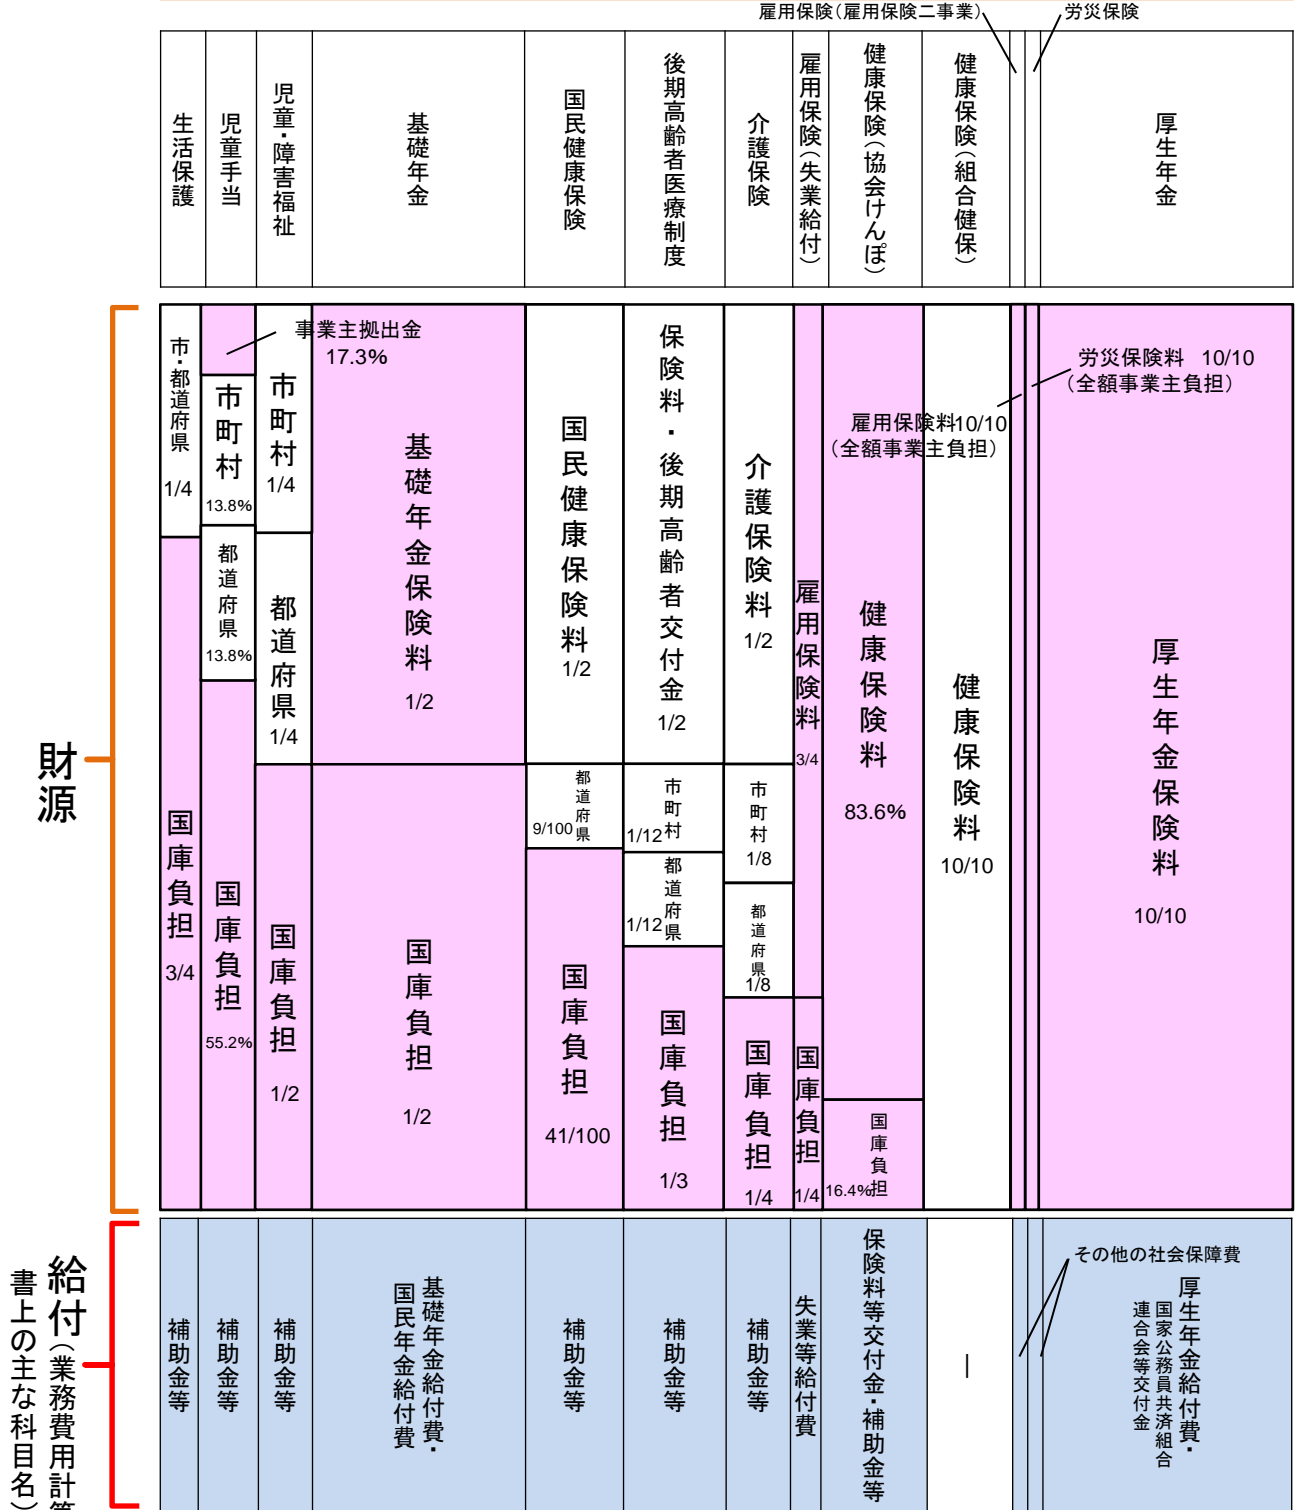 雇用保険（雇用保険二事業）
労災保険
生活保護
児童手当
児童・障害福祉
基礎年金
国民健康保険
後期高齢者医療制度
介護保険
雇用保険（失業給付）
健康保険（協会けんぽ）
健康保険（組合健保）
厚生年金
財源
市・都道府県
1/4
国庫負担
3/4
事業主拠出金
17.3%
市町村
13.8%
都道府県
13.8%
国庫負担
55.2%
市町村
1/4
都道府県
1/4
国庫負担
1/2
基礎年金保険料
1/2
国庫負担
1/2
国民健康保険料
1/2
都道府県
9/100
国庫負担
41/100
保険料・後期高齢者交付金
1/2
市町村
1/12
都道府県
1/12
国庫負担
1/3
介護保険料
1/2
市町村
1/8
都道府県
1/8
国庫負担
1/4
雇用保険料
3/4
国庫負担
1/4
健康保険料
83.6%
国庫負担
16.4%
健康保険料
10/10
雇用保険料10/10
（全額事業主負担）
労災保険料 10/10
（全額事業主負担）
厚生年金保険料
10/10
給付（業務費用計算
書上の主な科目名）
補助金等
補助金等
補助金等
基礎年金給付費・
国民年金給付費
補助金等
補助金等
補助金等
失業等給付費
保険料等交付金・補助金等
―
その他の社会保障費
厚生年金給付費・
国家公務員共済組合
連合会等交付金